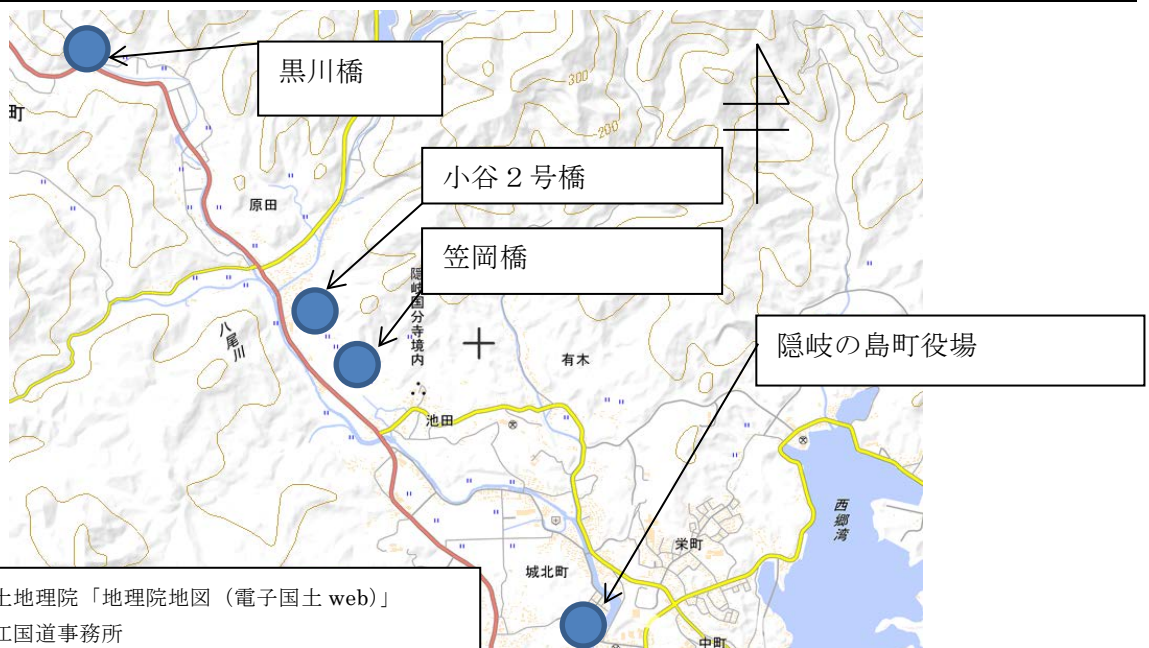 黒川橋
300
200
町
小谷２号橋
原田
笠岡橋
隠岐国分寺境内
八尾川
隠岐の島町役場
有木
池田
西郷湾
栄町
城北町
土地理院「地理院地図（電子国土 web）」
江国道事務所
中町